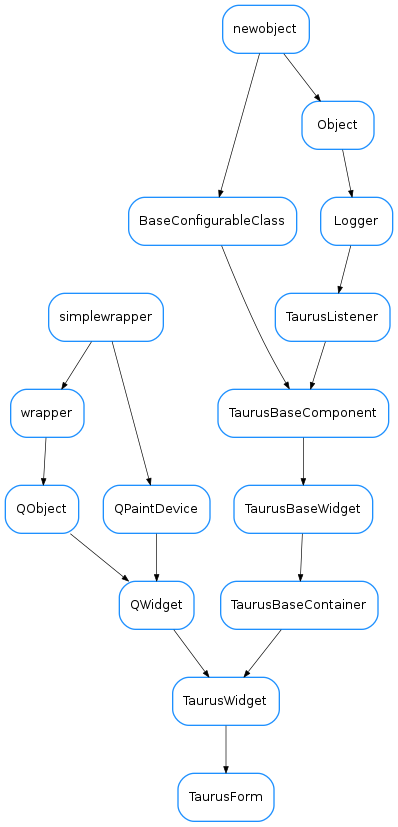 newobject
Object
BaseConfigurableClass
Logger
simplewrapper
TaurusListener
wrapper
TaurusBaseComponent
QObject
QPaintDevice
TaurusBaseWidget
QWidget
TaurusBaseContainer
TaurusWidget
TaurusForm